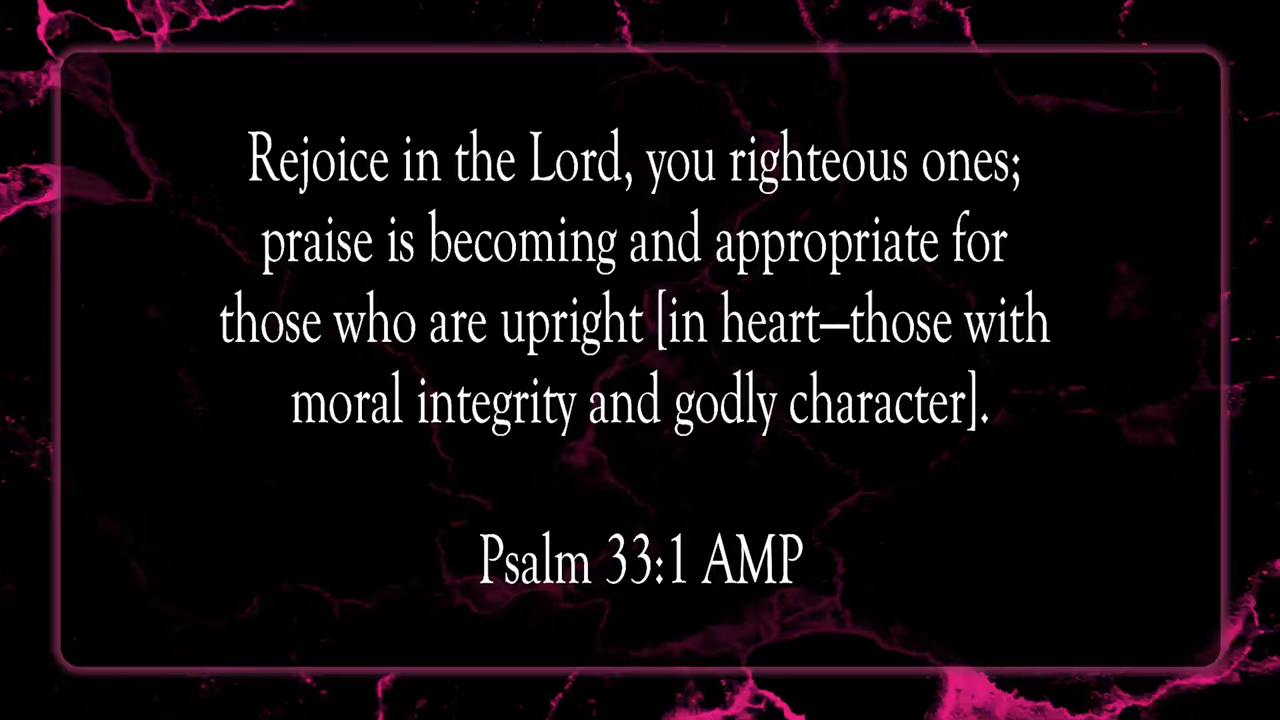 Rejoice in the Lord, you righteous ones;
praise is becoming and appropriate for
those who are upright [in heart—those with
moral integrity and godly character].
Psalm 33:1 AMP